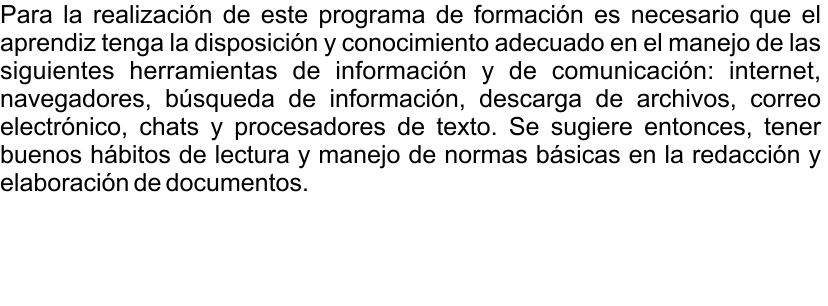 Para la realización de este programa de formación es necesario que el
aprendiz tenga la disposición y conocimiento adecuado en el manejo de las
siguientes herramientas de información y de comunicación: internet,
navegadores, búsqueda de información, descarga de archivos, correo
electrónico, chats y procesadores de texto. Se sugiere entonces, tener
buenos hábitos de lectura y manejo de normas básicas en la redacción y
elaboración de documentos.